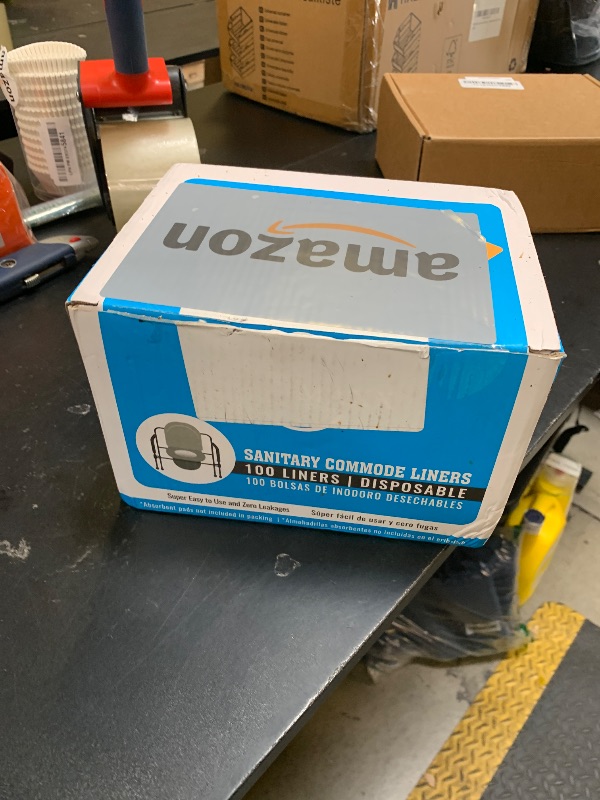 amazon
SANITARY COMMODE LINERS
100 LINERS | DISPOSABLE
100 BOLSAS DE INODORO DESECHABLES
Super Easy to Use and Zero Leakages
Súper fácil de usar y cero fugas
*Absorbent pads not included in packing | *Almohadillas absorbentes no incluidas en el